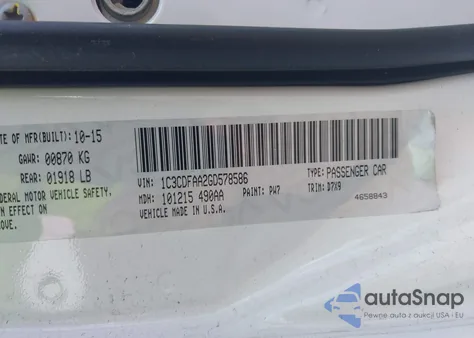 TE OF MFR(BUILT): 10-15
GAWR: 00870 KG
REAR: 01918 LB
EDERAL MOTOR VEHICLE SAFETY,
N EFFECT ON
OVE.
VIN: 1C3CDFAA2GD578586
TYPE: PASSENGER CAR
MDH: 101215 490AA
PAINT: PW7
TRIM: D7X9
VEHICLE MADE IN U.S.A.
4658843
autoSnap
Pewne auta z aukcji USA - EU